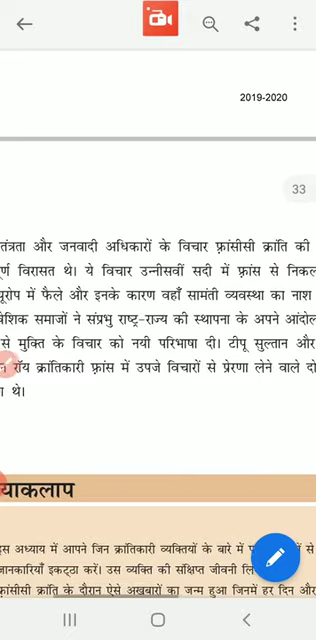 2019-2020
33
तंत्रता और जनवादी अधिकारों के विचार फ़्रांसीसी क्रांति की
पूर्ण विरासत थे। ये विचार उन्नीसवीं सदी में फ़्रांस से निकल
यूरोप में फैले और इनके कारण वहाँ सामंती व्यवस्था का नाश
वेशिक समाजों ने संप्रभु राष्ट्र-राज्य की स्थापना के अपने आंदोल
से मुक्ति के विचार को नयी परिभाषा दी। टीपू सुल्तान और
न रॉय क्रांतिकारी फ़्रांस में उपजे विचारों से प्रेरणा लेने वाले दो
थे।
याकलाप
इस अध्याय में आपने जिन क्रांतिकारी व्यक्तियों के बारे में से
जानकारियाँ इकट्ठा करें। उस व्यक्ति की संक्षिप्त जीवनी
फ़्रांसीसी क्रांति के दौरान ऐसे अखबारों का जन्म हुआ जिनमें हर दिन और